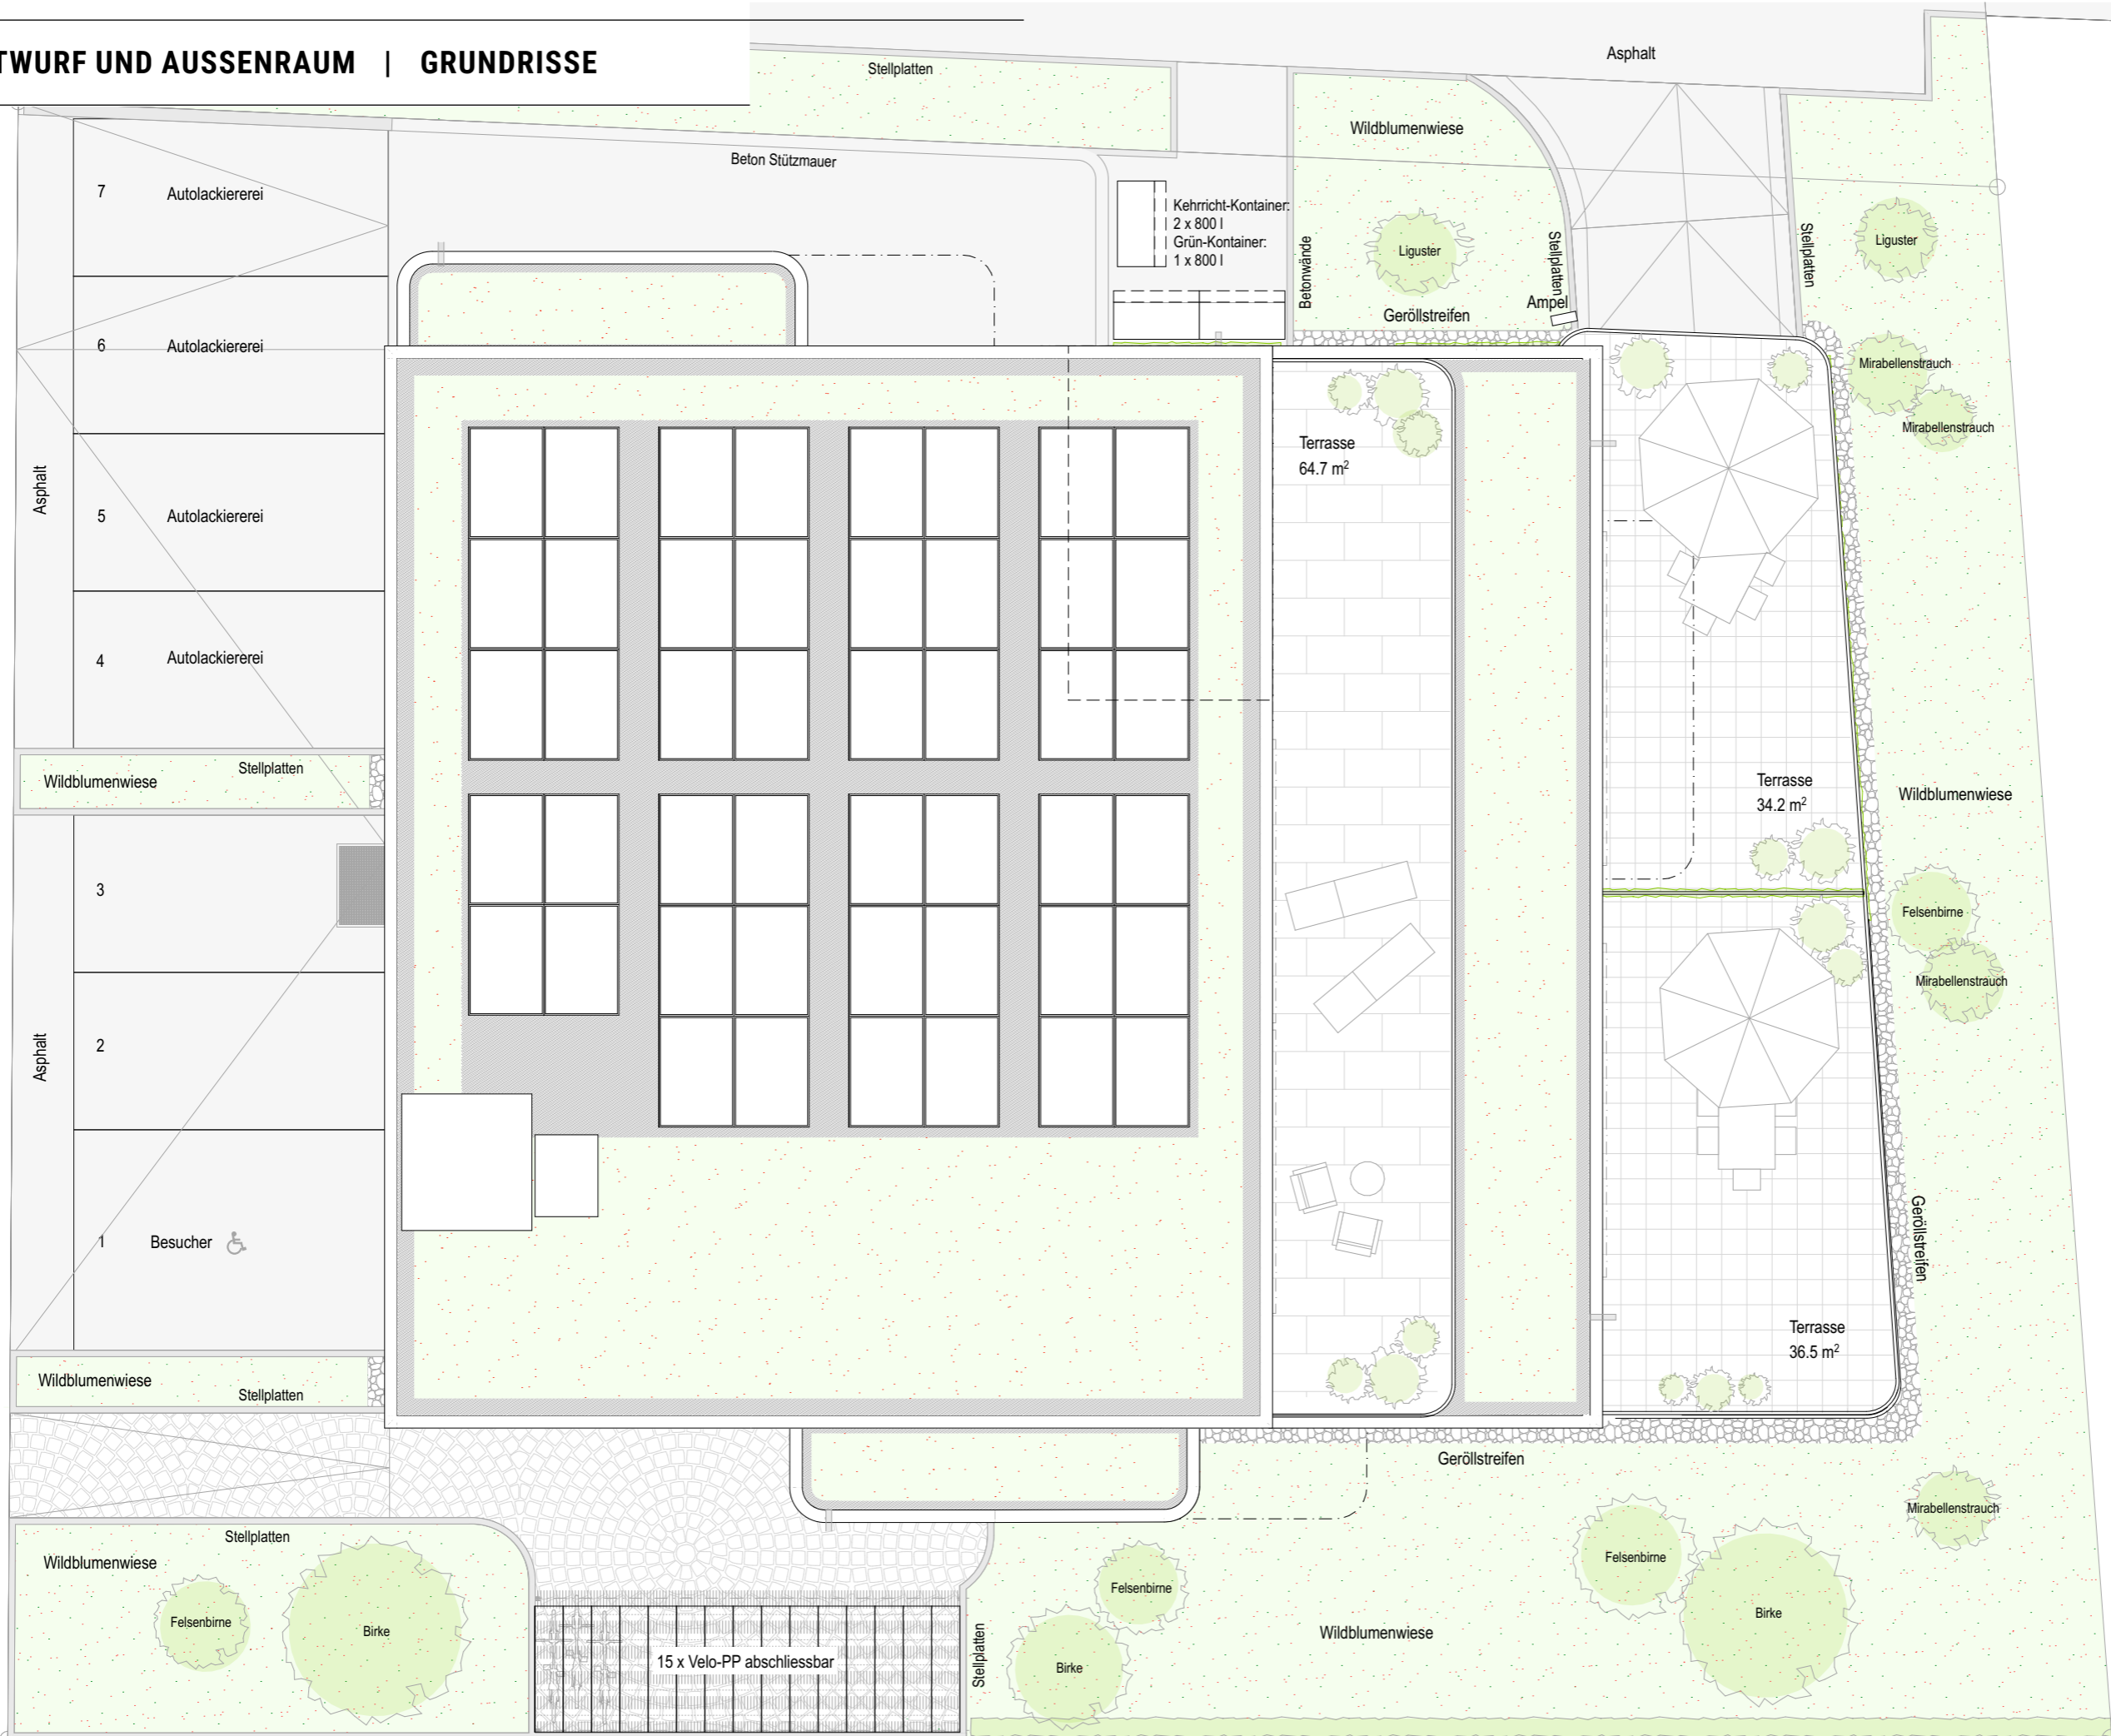 TWURF UND AUSSENRAUM | GRUNDRISSE
Asphalt
Stellplatten
Wildblumenwiese
Beton Stützmauer
7 Autolackiererei
Kehrricht-Kontainer:
2 x 800 l
Grün-Kontainer:
1 x 800 l
Betonwände
Liguster
Stellplatten
Stellplatten
Liguster
Ampel
Geröllstreifen
6 Autolackiererei
Mirabellenstrauch
Mirabellenstrauch
Terrasse
64.7 m²
Asphalt
5 Autolackiererei
4 Autolackiererei
Stellplatten
Wildblumenwiese
Terrasse
34.2 m²
Wildblumenwiese
3
Felsenbirne
Mirabellenstrauch
Asphalt
2
1 Besucher
Geröllstreifen
Terrasse
36.5 m²
Wildblumenwiese
Stellplatten
Geröllstreifen
Mirabellenstrauch
Stellplatten
Wildblumenwiese
Felsenbirne
Felsenbirne
Felsenbirne
Birke
Birke
Wildblumenwiese
Stellplatten
15 x Velo-PP abschliessbar
Birke